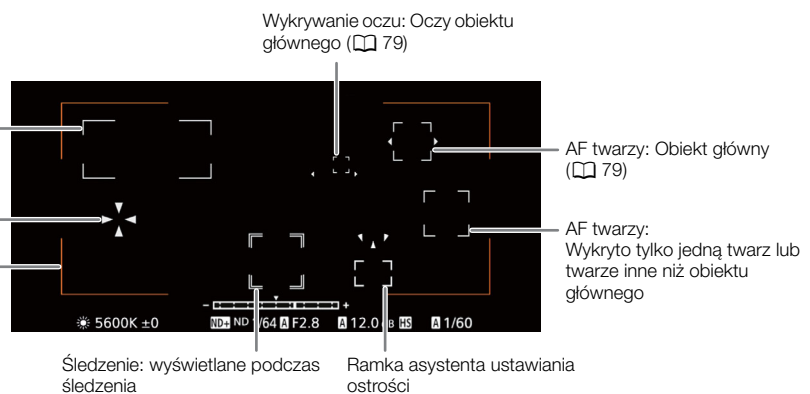 Wykrywanie oczu: Oczy obiektu
głównego (79)
AF twarzy: Obiekt główny
(79)
AF twarzy:
Wykryto tylko jedną twarz lub
twarze inne niż obiektu
głównego
- +
5600K ±0 ND+ ND 1/64 A F2.8 A 12.0 dB HS A 1/60
Śledzenie: wyświetlane podczas
śledzenia
Ramka asystenta ustawiania
ostrości